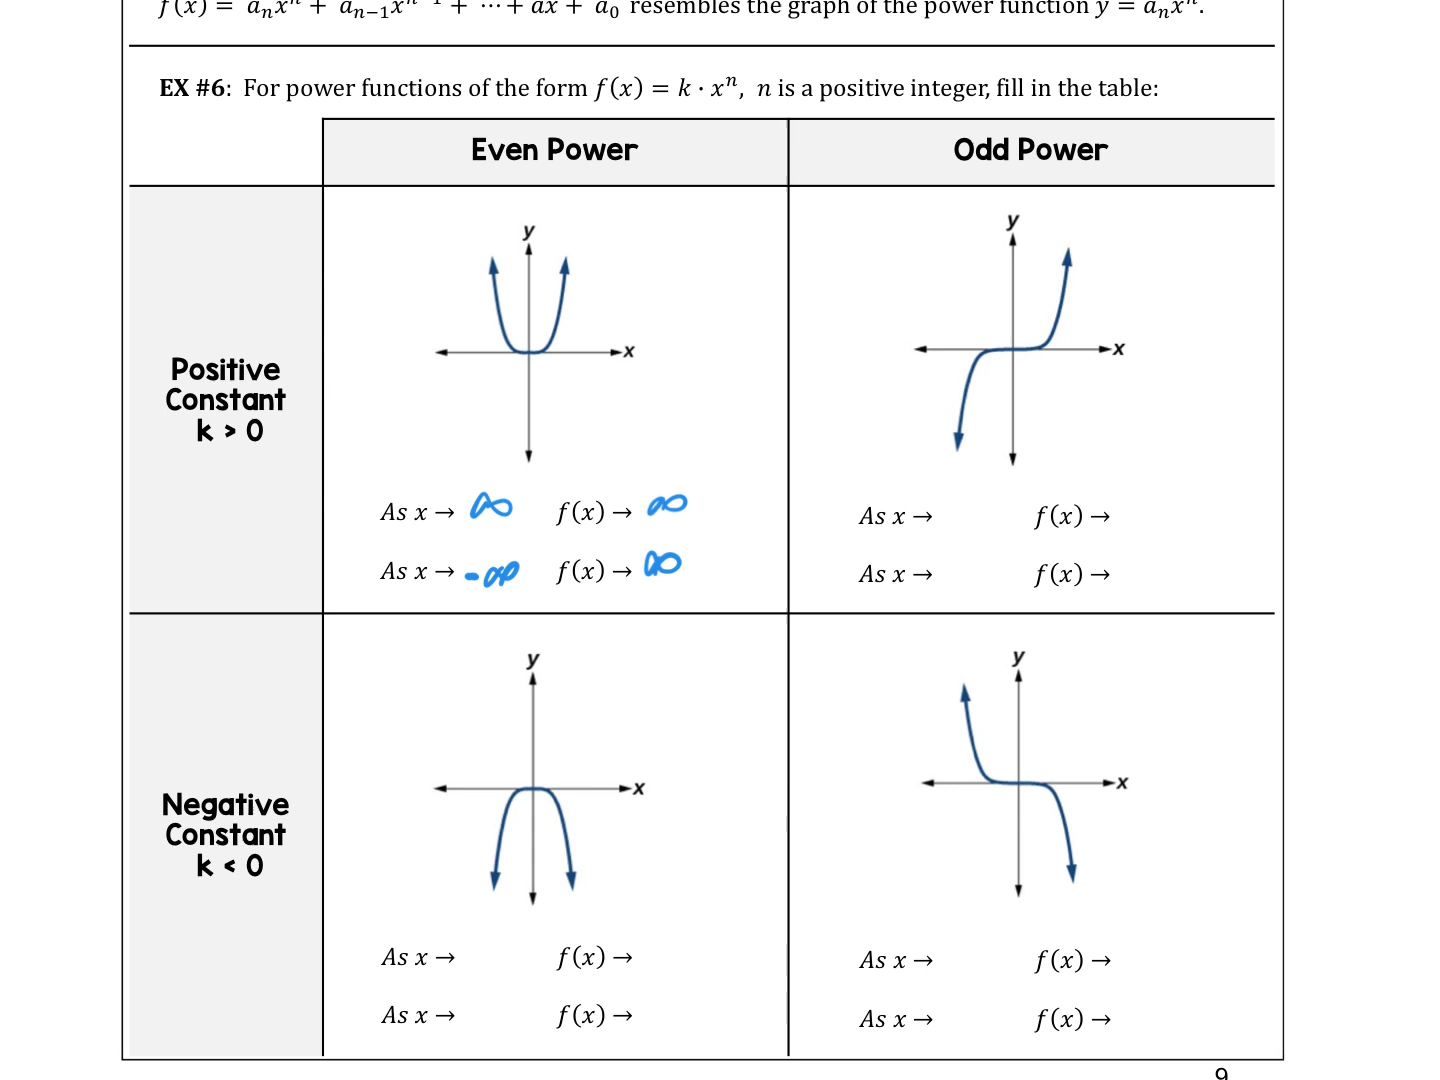 f(x) = aₙxⁿ + aₙ₋₁xⁿ⁻¹ + ⋯ + ax + a₀ resembles the graph of the power function y = aₙxⁿ.
EX #6: For power functions of the form f(x) = k · xⁿ, n is a positive integer, fill in the table:
Even Power Odd Power
Positive
Constant
k > 0
y
x
As x → ∞ f(x) → ∞
As x → -∞ f(x) → ∞
y
x
As x → f(x) →
As x → f(x) →
Negative
Constant
k < 0
y
x
As x → f(x) →
As x → f(x) →
y
x
As x → f(x) →
As x → f(x) →
9